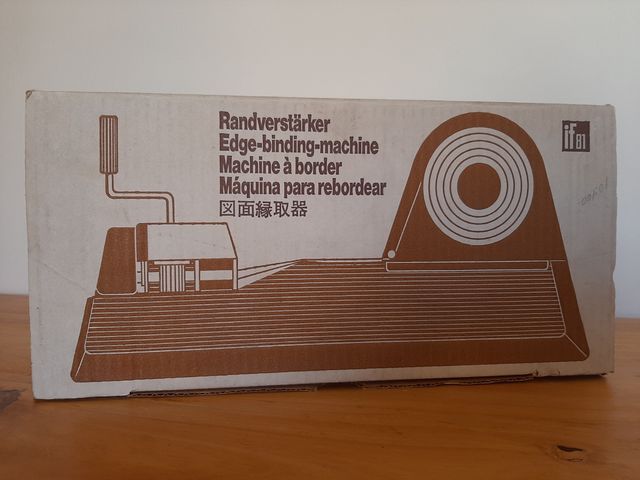 Randverstärker
Edge-binding-machine
Machine à border
Máquina para rebordear
図面縁取器
if 81